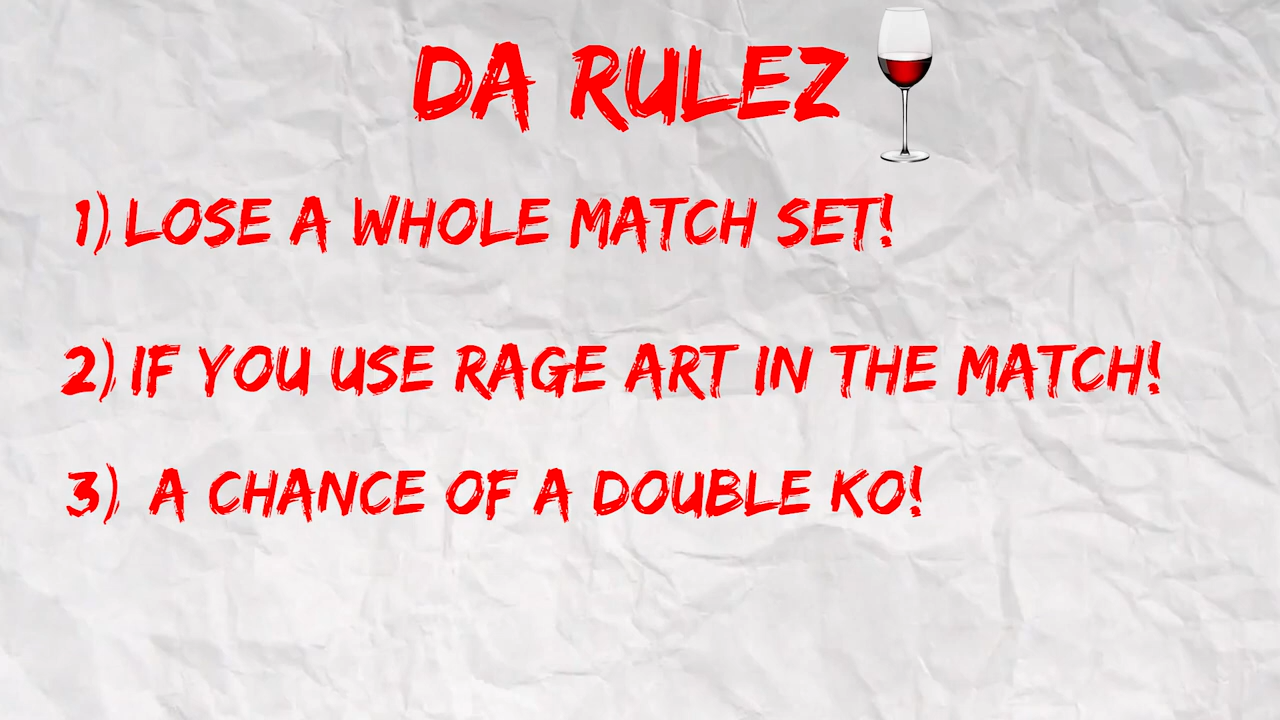 DA RULEZ
1) LOSE A WHOLE MATCH SET!
2) IF YOU USE RAGE ART IN THE MATCH!
3) A CHANCE OF A DOUBLE KO!